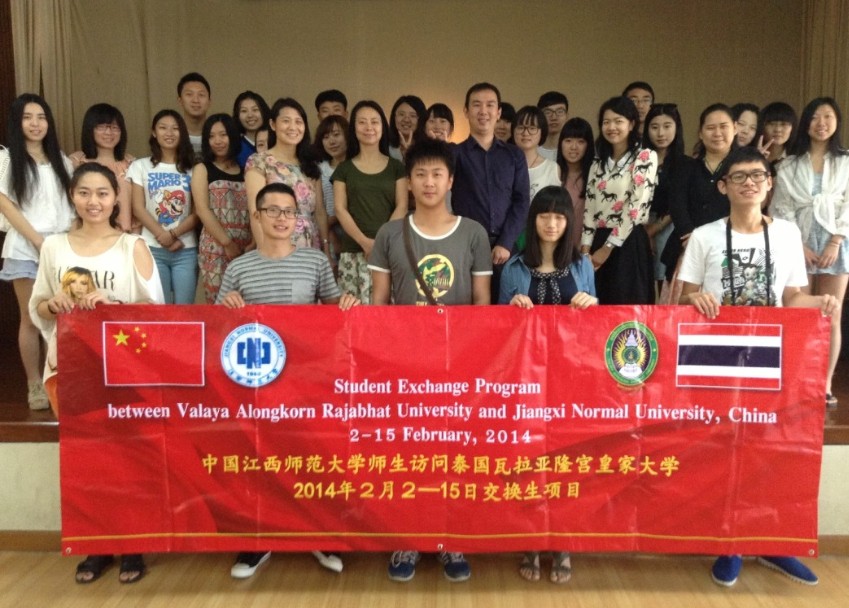 SUPER
MARIO
Student Exchange Program
between Valaya Alongkorn Rajabhat University and Jiangxi Normal University, China
2-15 February, 2014
中国江西师范大学师生访问泰国瓦拉亚隆宫皇家大学
2014年2月2—15日交换生项目